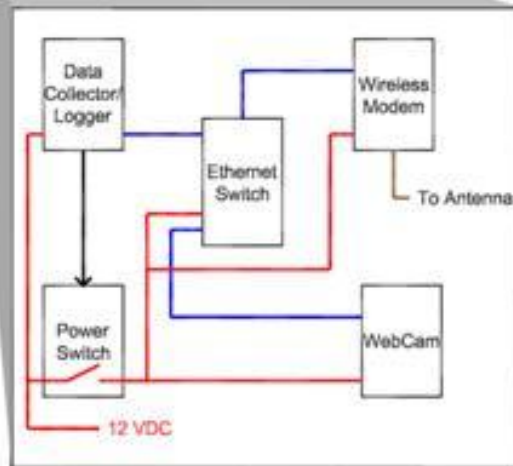 Data
Collector/
Logger
Wireless
Modem
Ethernet
Switch
To Antenna
Power
Switch
WebCam
12 VDC